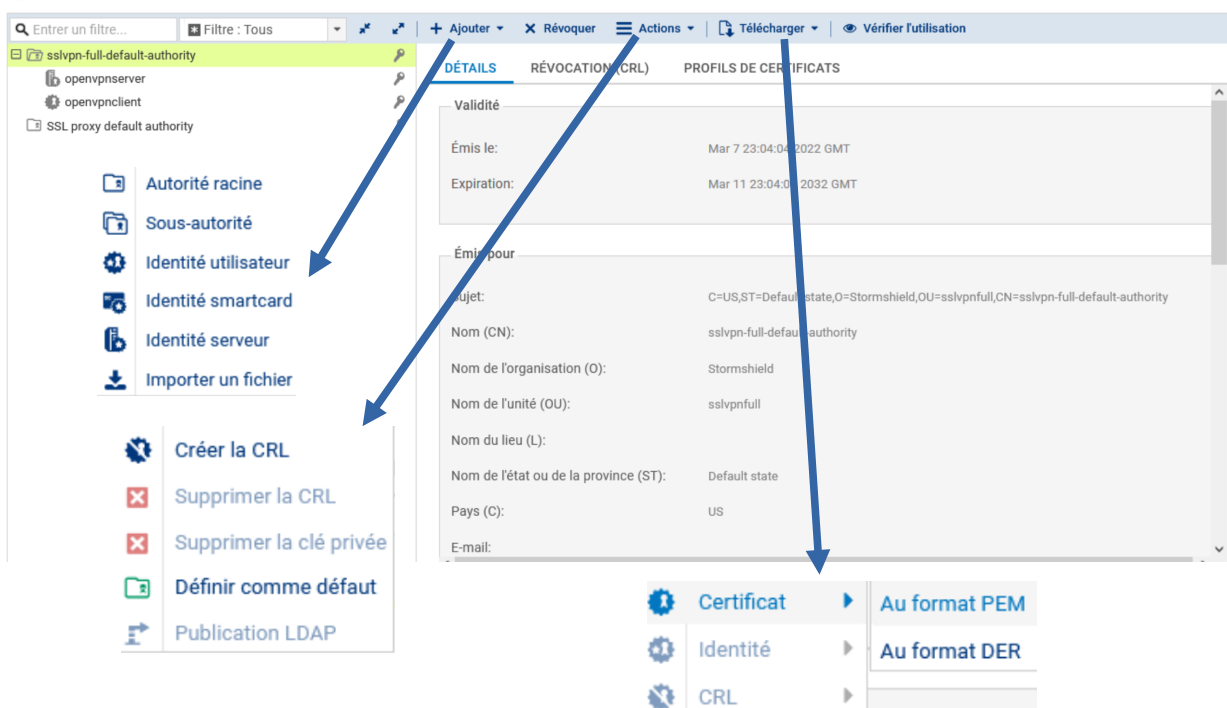 Entrer un filtre... Filtre : Tous Ajouter Révoquer Actions Télécharger Vérifier l'utilisation
sslvpn-full-default-authority
openvpnserver
openvpnclient
SSL proxy default authority
Autorité racine
Sous-autorité
Identité utilisateur
Identité smartcard
Identité serveur
Importer un fichier
Créer la CRL
Supprimer la CRL
Supprimer la clé privée
Définir comme défaut
Publication LDAP
DÉTAILS RÉVOCATION (CRL) PROFILS DE CERTIFICATS
Validité
Émis le: Mar 7 23:04:04 2022 GMT
Expiration: Mar 11 23:04:04 2032 GMT
Émis pour
Sujet: C=US,ST=Default state,O=Stormshield,OU=sslvpnfull,CN=sslvpn-full-default-authority
Nom (CN): sslvpn-full-default-authority
Nom de l'organisation (O): Stormshield
Nom de l'unité (OU): sslvpnfull
Nom du lieu (L):
Nom de l'état ou de la province (ST): Default state
Pays (C): US
E-mail:
Certificat Au format PEM
Identité Au format DER
CRL